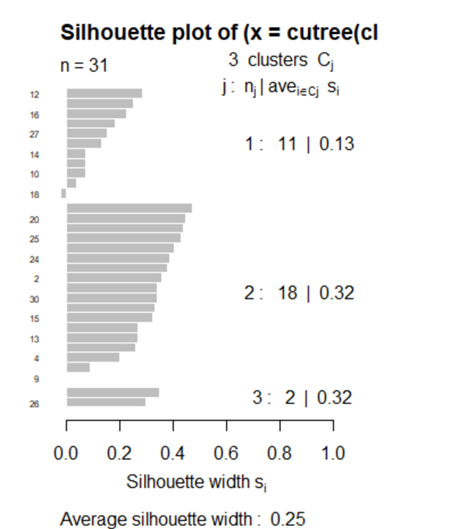 Silhouette plot of (x = cutree(cl
n = 31
3 clusters Cj
j : nj | avei∈Cj si
12
16
27
14
10
18
1 : 11 | 0.13
20
25
24
2
30
15
13
4
9
2 : 18 | 0.32
26
3 : 2 | 0.32
0.0 0.2 0.4 0.6 0.8 1.0
Silhouette width si
Average silhouette width : 0.25